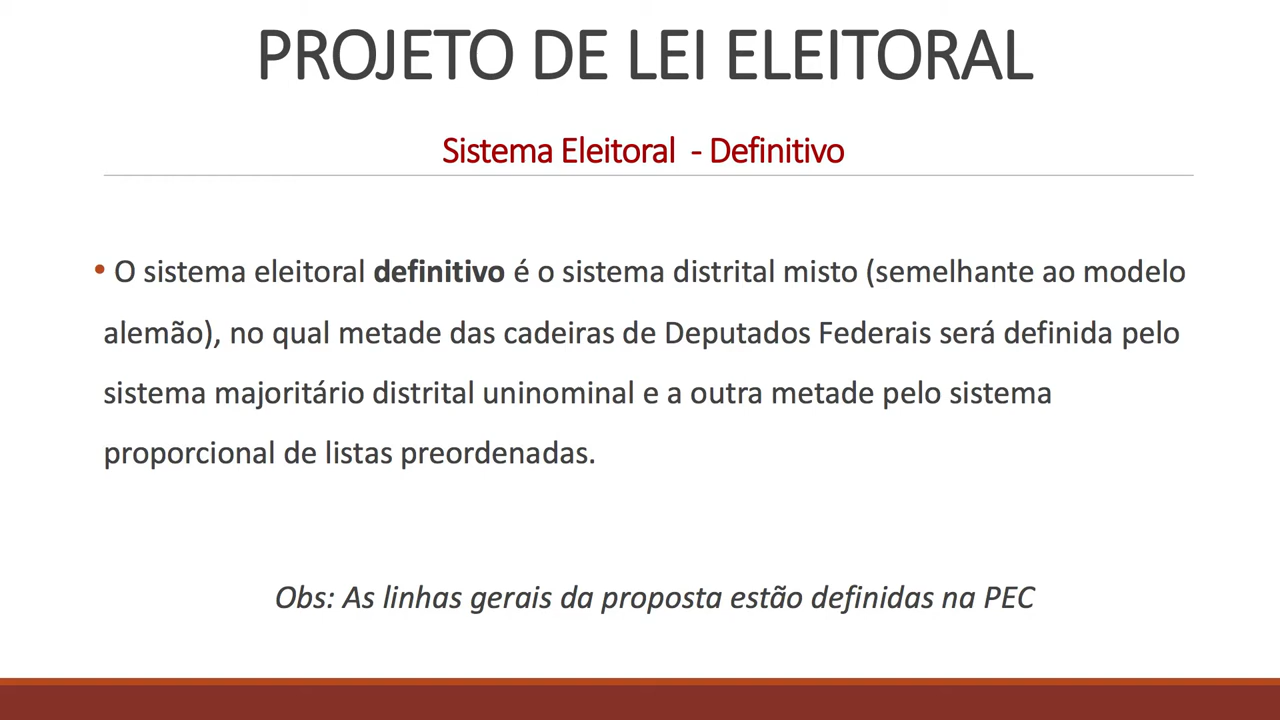 PROJETO DE LEI ELEITORAL
Sistema Eleitoral - Definitivo
• O sistema eleitoral definitivo é o sistema distrital misto (semelhante ao modelo
alemão), no qual metade das cadeiras de Deputados Federais será definida pelo
sistema majoritário distrital uninominal e a outra metade pelo sistema
proporcional de listas preordenadas.
Obs: As linhas gerais da proposta estão definidas na PEC